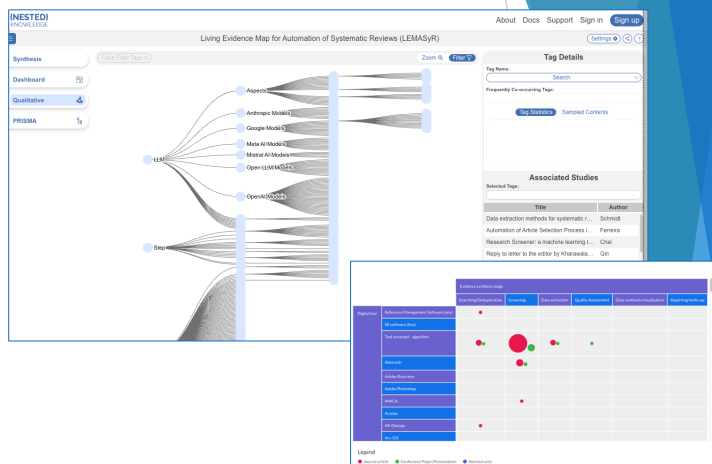 {NESTED}
KNOWLEDGE
About Docs Support Sign in Sign up
Living Evidence Map for Automation of Systematic Reviews (LEMASyR)
Settings
Synthesis
Dashboard
Qualitative
PRISMA
Clear Filter Tags
Zoom
Filter
Aspects
Anthropic Models
Google Models
Meta AI Models
Mistral AI Models
LLM
Open LLM Models
OpenAI Models
Step
Tag Details
Tag Name:
Search
Frequently Co-occurring Tags:
Tag Statistics Sampled Contents
Associated Studies
Selected Tags:
Title Author
Data extraction methods for systematic r... Schmidt
Automation of Article Selection Process i... Ferreira
Research Screener: a machine learning t... Chai
Reply to letter to the editor by Kharawala... Qin
Evidence synthesis stage
Searching/Deduplication Screening Data extraction Quality Assessment Data synthesis/visualisation Reporting/write-up
Digital tool
Reference Management Software (any)
SR software (Any)
Tool unnamed - algorithm
Abstrackr
Adobe Illustrator
Adobe Photoshop
AMICA
Anonvo
AR-Dedupe
Arc-GIS
Legend
Journal article Conference Paper/Presentation Abstract only